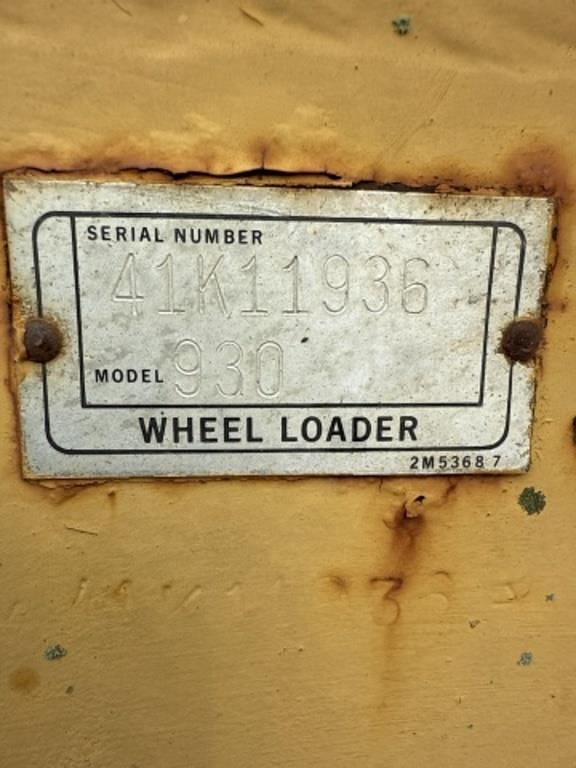 SERIAL NUMBER
41K11936
MODEL 930
WHEEL LOADER
2M5368 7